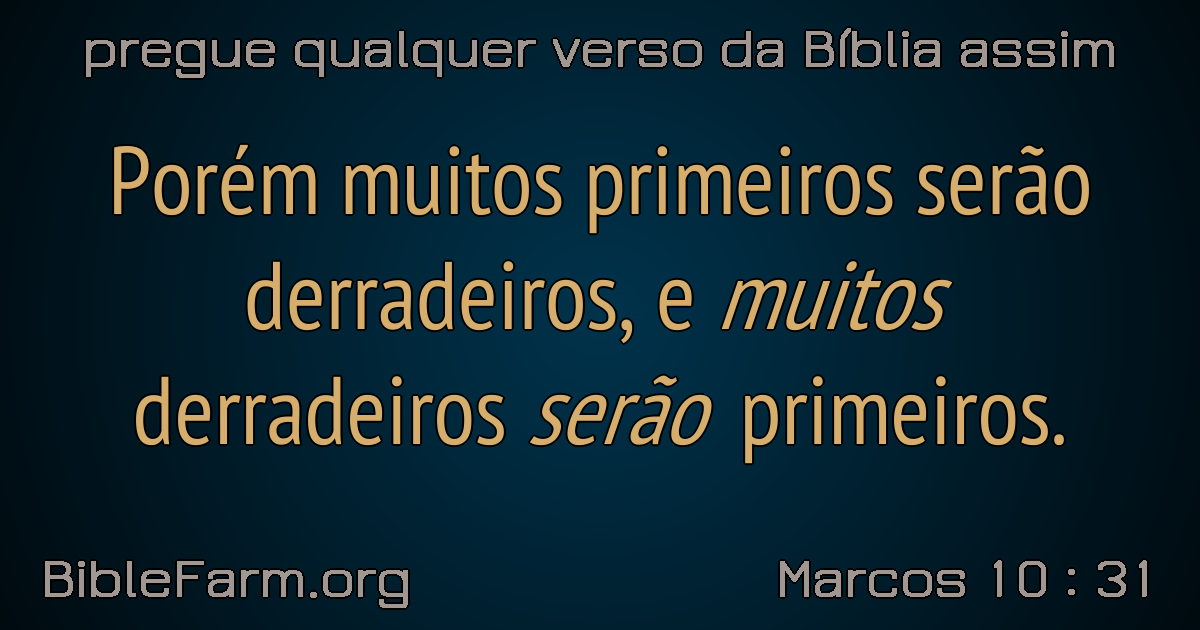 pregue qualquer verso da Bíblia assim
Porém muitos primeiros serão
derradeiros, e muitos
derradeiros serão primeiros.
BibleFarm.org
Marcos 10 : 31